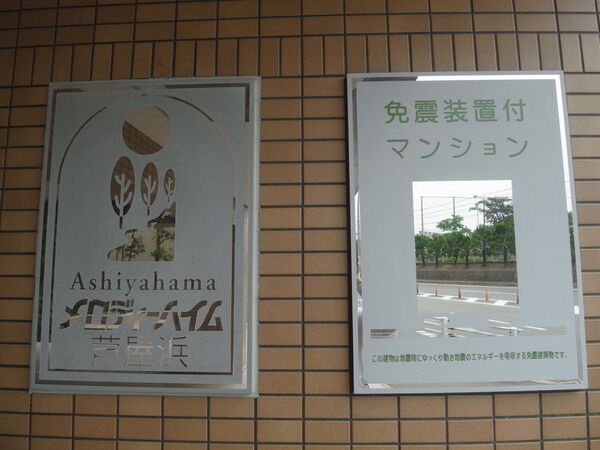 Ashiyahama
メロディーハイム
芦屋浜
免震装置付
マンション
この建物は地震時にゆっくり動き地震のエネルギーを吸収する免震建築物です。